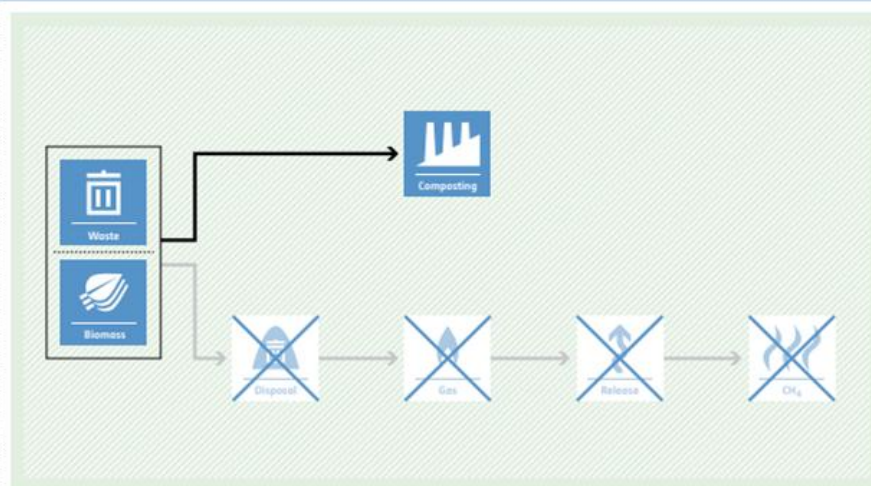 Composting
Waste
Biomass
Disposal
Gas
Release
CH₄